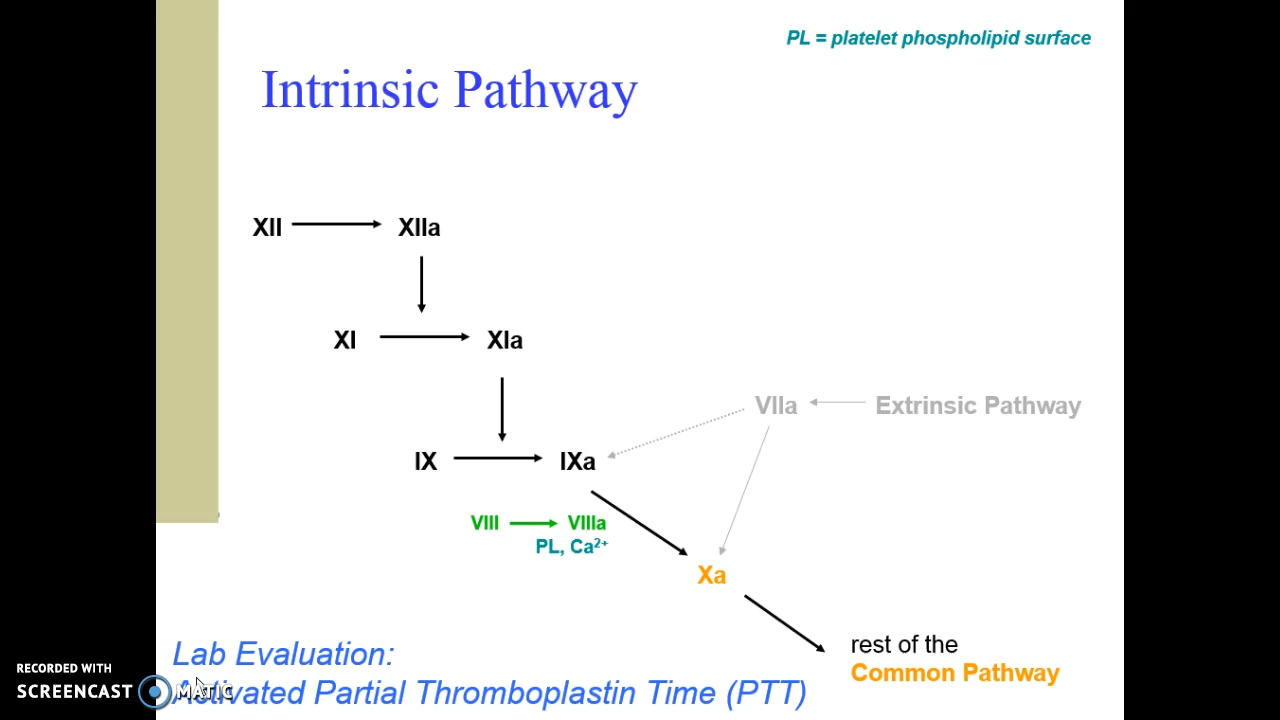 PL = platelet phospholipid surface
Intrinsic Pathway
XII XIIa
XI XIa
VIIa Extrinsic Pathway
IX IXa
VIII VIIIa
PL, Ca²⁺
Xa
rest of the
Common Pathway
Lab Evaluation:
Activated Partial Thromboplastin Time (PTT)
RECORDED WITH
SCREENCAST MATIC